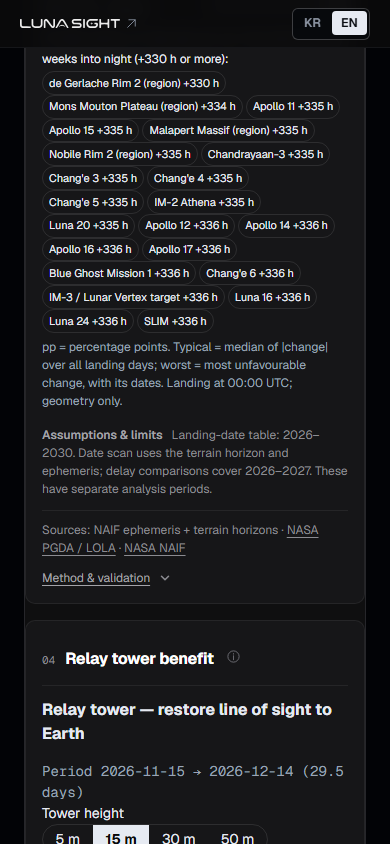 LUNA SIGHT ↗
KR EN
weeks into night (+330 h or more):
de Gerlache Rim 2 (region) +330 h
Mons Mouton Plateau (region) +334 h Apollo 11 +335 h
Apollo 15 +335 h Malapert Massif (region) +335 h
Nobile Rim 2 (region) +335 h Chandrayaan-3 +335 h
Chang'e 3 +335 h Chang'e 4 +335 h
Chang'e 5 +335 h IM-2 Athena +335 h
Luna 20 +335 h Apollo 12 +336 h Apollo 14 +336 h
Apollo 16 +336 h Apollo 17 +336 h
Blue Ghost Mission 1 +336 h Chang'e 6 +336 h
IM-3 / Lunar Vertex target +336 h Luna 16 +336 h
Luna 24 +336 h SLIM +336 h
pp = percentage points. Typical = median of |change|
over all landing days; worst = most unfavourable
change, with its dates. Landing at 00:00 UTC;
geometry only.
Assumptions & limits Landing-date table: 2026–
2030. Date scan uses the terrain horizon and
ephemeris; delay comparisons cover 2026–2027. These
have separate analysis periods.
Sources: NAIF ephemeris + terrain horizons · NASA
PGDA / LOLA · NASA NAIF
Method & validation
04 Relay tower benefit ⓘ
Relay tower — restore line of sight to
Earth
Period 2026-11-15 → 2026-12-14 (29.5
days)
Tower height
5 m 15 m 30 m 50 m